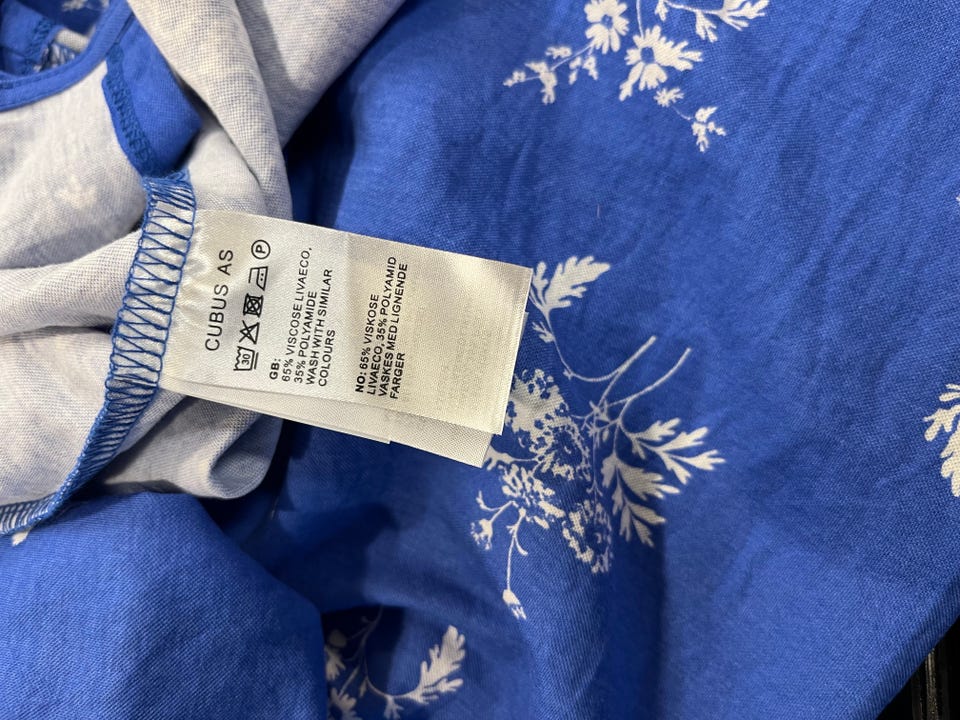 CUBUS AS
30 P
GB:
65% VISCOSE LIVAECO,
35% POLYAMIDE
WASH WITH SIMILAR
COLOURS
NO: 65% VISKOSE
LIVAECO, 35% POLYAMID
VASKES MED LIGNENDE
FARGER